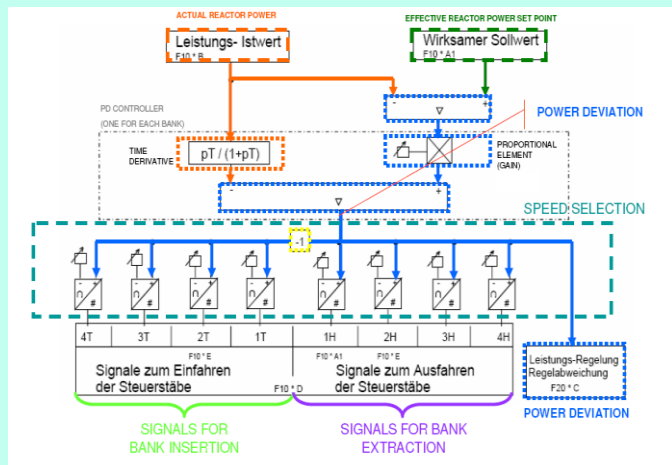 ACTUAL REACTOR POWER
EFFECTIVE REACTOR POWER SET POINT
Leistungs- Istwert
F10 * B
Wirksamer Sollwert
F10 * A1
- +
PD CONTROLLER
(ONE FOR EACH BANK)
POWER DEVIATION
TIME
DERIVATIVE
pT / (1+pT)
PROPORTIONAL
ELEMENT
(GAIN)
- +
SPEED SELECTION
-1
- + - + - + - + - + - + - + - +
# # # # # # # #
4T 3T 2T 1T 1H 2H 3H 4H
F10 * E F10 * A1 F10 * E
Signale zum Einfahren
der Steuerstäbe
F10 * D
Signale zum Ausfahren
der Steuerstäbe
Leistungs-Regelung
Regelabweichung
F20 * C
POWER DEVIATION
SIGNALS FOR
BANK INSERTION
SIGNALS FOR BANK
EXTRACTION